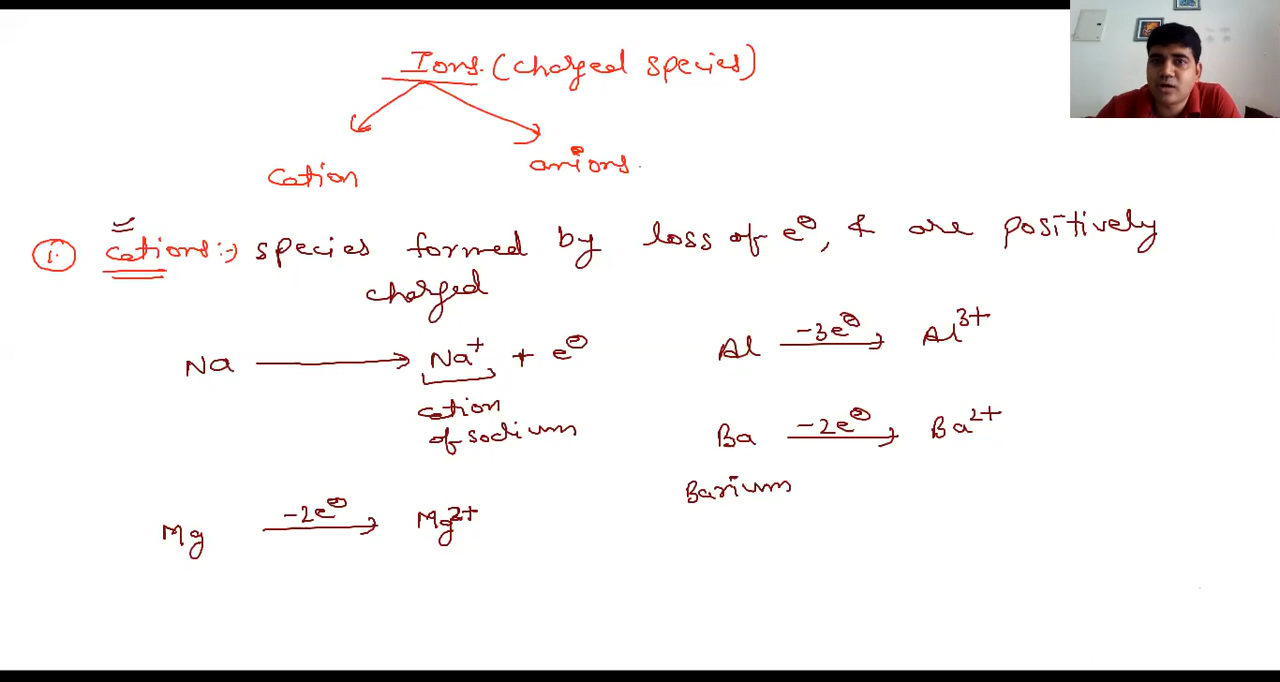 Ions. (charged species)
cation
anions.
1. cations:-) species formed by loss of e⊖, & are positively
charged
Na ⟶ Na⁺ + e⊖
cation
of sodium
Al —−3e⊖→ Al³⁺
Ba —−2e⊖→ Ba²⁺
Barium
Mg —−2e⊖→ Mg²⁺